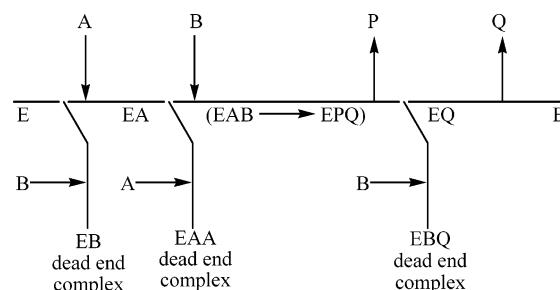 A B P Q
E EA (EAB EPQ) EQ E
B A B
EB EAA EBQ
dead end dead end dead end
complex complex complex